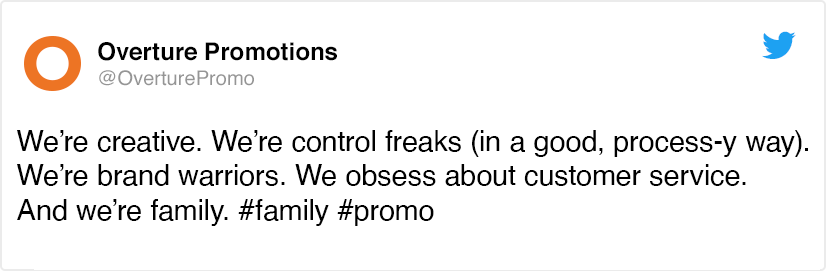 Overture Promotions
@OverturePromo
We’re creative. We’re control freaks (in a good, process-y way).
We’re brand warriors. We obsess about customer service.
And we’re family. #family #promo